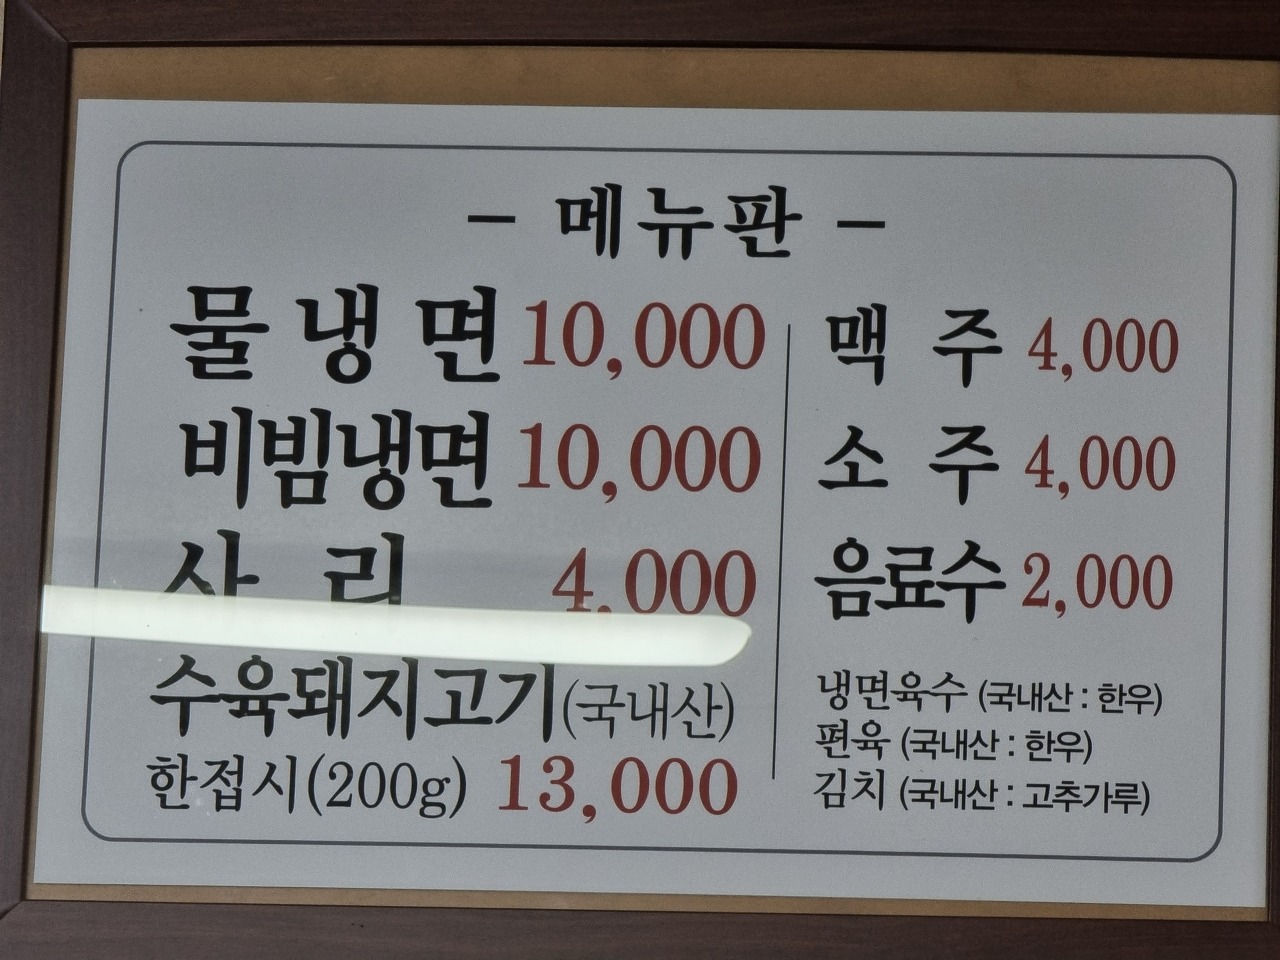 - 메뉴판 -
물냉면 10,000
비빔냉면 10,000
사리 4,000
수육돼지고기(국내산)
한접시(200g) 13,000
맥주 4,000
소주 4,000
음료수 2,000
냉면육수 (국내산 : 한우)
편육 (국내산 : 한우)
김치 (국내산 : 고추가루)